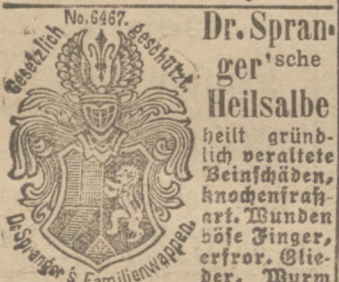 No. 6467.
Gesetzlich geschützt.
Dr Spranger's Familienwappen.
Dr. Spran-
ger'sche
Heilsalbe
heilt gründ-
lich veraltete
Beinschäden,
knochenfraß-
art. Wunden
böse Finger,
erfror. Glie-
der, Wurm